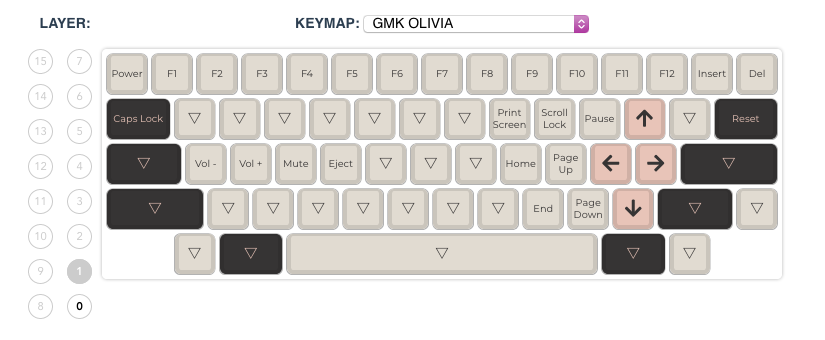 LAYER: KEYMAP: GMK OLIVIA
15 7 Power F1 F2 F3 F4 F5 F6 F7 F8 F9 F10 F11 F12 Insert Del
14 6
13 5 Caps Lock ▽ ▽ ▽ ▽ ▽ ▽ ▽ Print Screen Scroll Lock Pause ↑ ▽ Reset
12 4 ▽ Vol - Vol + Mute Eject ▽ ▽ ▽ Home Page Up ← → ▽
11 3 ▽ ▽ ▽ ▽ ▽ ▽ ▽ ▽ End Page Down ↓ ▽ ▽
10 2 ▽ ▽ ▽ ▽ ▽
9 1
8 0